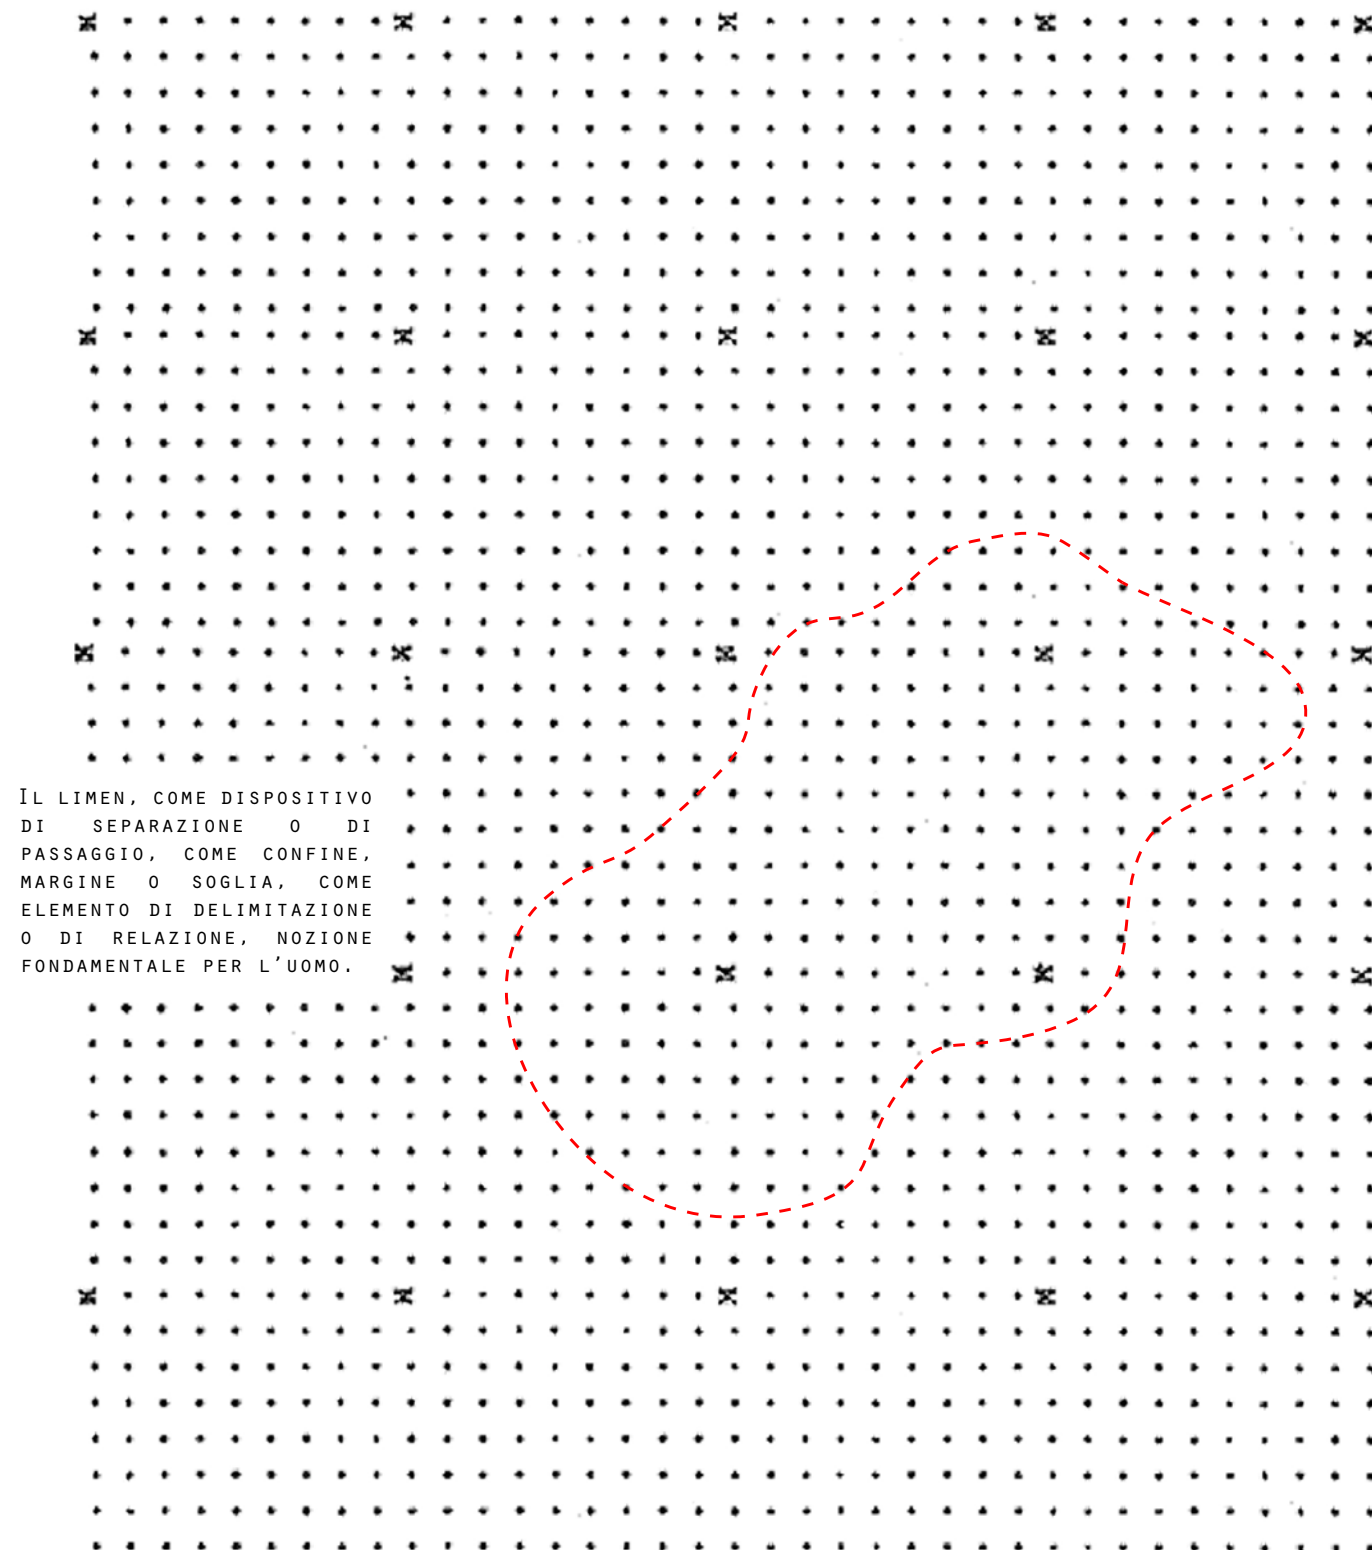 Il limen, come dispositivo
di separazione o di
passaggio, come confine,
margine o soglia, come
elemento di delimitazione
o di relazione, nozione
fondamentale per l'uomo.